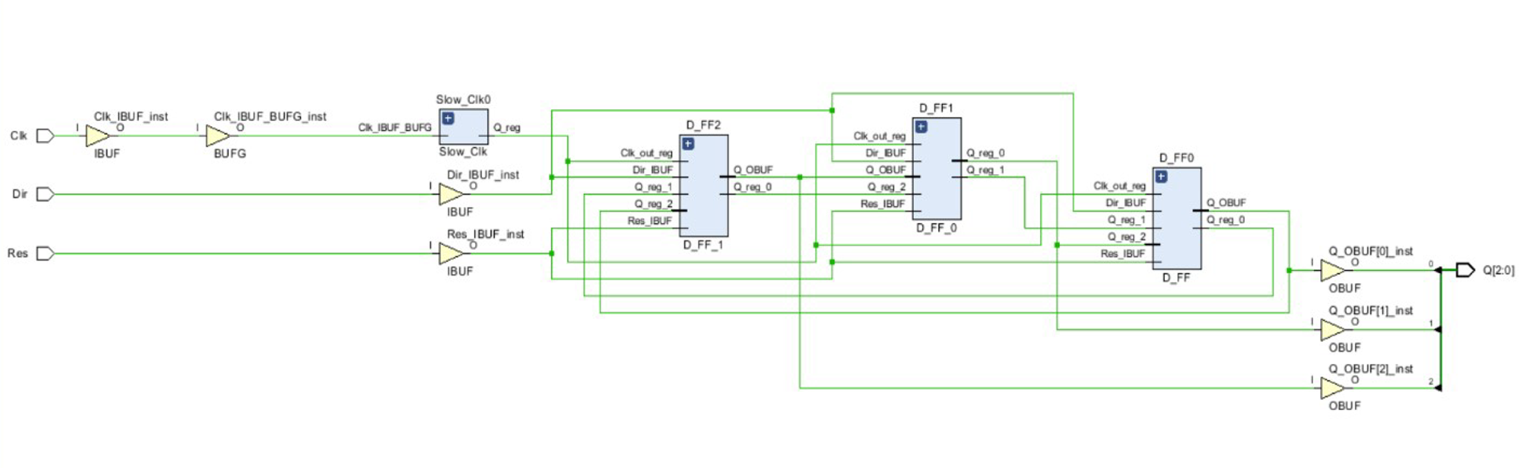 Clk
I
Clk_IBUF_inst
O
IBUF
I
Clk_IBUF_BUFG_inst
O
BUFG
Slow_Clk0
Clk_IBUF_BUFG
Q_reg
Slow_Clk
Dir
I
Dir_IBUF_inst
O
IBUF
Res
I
Res_IBUF_inst
O
IBUF
D_FF2
Clk_out_reg
Dir_IBUF
Q_reg_1
Q_reg_2
Res_IBUF
Q_OBUF
Q_reg_0
D_FF_1
D_FF1
Clk_out_reg
Dir_IBUF
Q_OBUF
Q_reg_2
Res_IBUF
Q_reg_0
Q_reg_1
D_FF_0
D_FF0
Clk_out_reg
Dir_IBUF
Q_reg_1
Q_reg_2
Res_IBUF
Q_OBUF
Q_reg_0
D_FF
Q_OBUF[0]_inst
I
O
OBUF
0
Q[2:0]
Q_OBUF[1]_inst
I
O
OBUF
1
Q_OBUF[2]_inst
I
O
OBUF
2